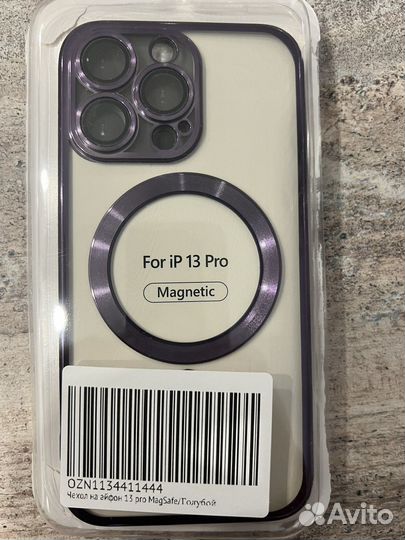 For iP 13 Pro
Magnetic
OZN1134411444
Чехол на айфон 13 pro MagSafe/Голубой
Avito